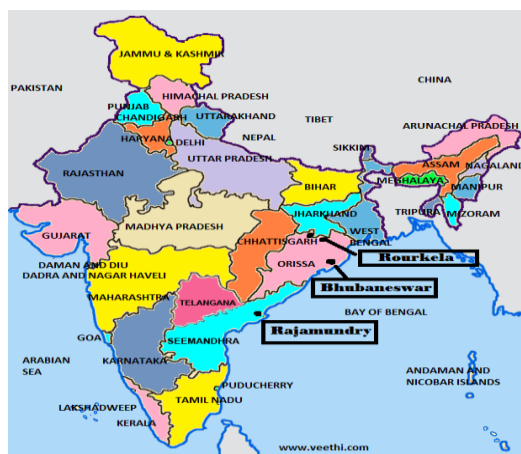 JAMMU & KASHMIR
PAKISTAN
CHINA
HIMACHAL PRADESH
PUNJAB
CHANDIGARH
UTTARAKHAND
TIBET
ARUNACHAL PRADESH
HARYANA
DELHI
NEPAL
SIKKIM
UTTAR PRADESH
ASSAM
NAGALAND
RAJASTHAN
BIHAR
MEGHALAYA
MANIPUR
JHARKHAND
TRIPURA
MIZORAM
GUJARAT
MADHYA PRADESH
WEST
BENGAL
CHHATTISGARH
Rourkela
DAMAN AND DIU
DADRA AND NAGAR HAVELI
ORISSA
Bhubaneswar
MAHARASHTRA
TELANGANA
BAY OF BENGAL
Rajamundry
GOA
SEEMANDHRA
ARABIAN
SEA
KARNATAKA
ANDAMAN AND
NICOBAR ISLANDS
PUDUCHERRY
TAMIL NADU
LAKSHADWEEP
KERALA
www.veethi.com